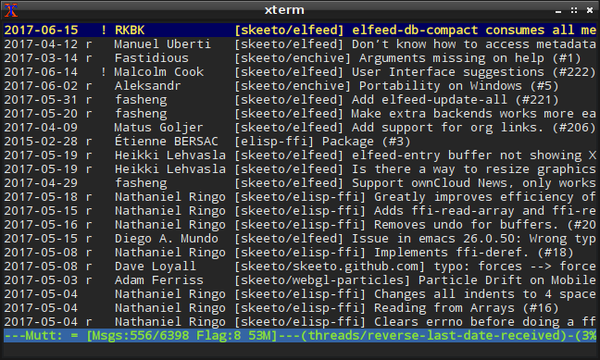 xterm
2017-06-15 ! RKBK [skeeto/elfeed] elfeed-db-compact consumes all me
2017-04-12 r Manuel Uberti [skeeto/elfeed] Don't know how to access metadata
2017-03-14 r Fastidious [skeeto/enchive] Arguments missing on help (#1)
2017-06-14 ! Malcolm Cook [skeeto/elfeed] User Interface suggestions (#222)
2017-06-02 r Aleksandr [skeeto/enchive] Portability on Windows (#5)
2017-05-31 r fasheng [skeeto/elfeed] Add elfeed-update-all (#221)
2017-05-20 r fasheng [skeeto/elfeed] Make extra backends works more ea
2017-04-09 Matus Goljer [skeeto/elfeed] Add support for org links. (#206)
2015-02-28 r Étienne BERSAC [elisp-ffi] Package (#3)
2017-05-19 r Heikki Lehvasla [skeeto/elfeed] elfeed-entry buffer not showing X
2017-05-19 r Heikki Lehvasla [skeeto/elfeed] Is there a way to resize graphics
2017-04-29 fasheng [skeeto/elfeed] Support ownCloud News, only works
2017-05-18 r Nathaniel Ringo [skeeto/elisp-ffi] Greatly improves efficiency of
2017-05-15 r Nathaniel Ringo [skeeto/elisp-ffi] Adds ffi-read-array and ffi-re
2017-05-16 r Nathaniel Ringo [skeeto/elisp-ffi] Removes undo for buffers. (#20
2017-05-15 r Diego A. Mundo [skeeto/elfeed] Issue in emacs 26.0.50: Wrong typ
2017-05-08 r Nathaniel Ringo [skeeto/elisp-ffi] Implements ffi-deref. (#18)
2017-05-08 r Dave Loyall [skeeto/skeeto.github.com] typo: forces --> force
2017-05-03 r Adam Ferriss [skeeto/webgl-particles] Particle Drift on Mobile
2017-05-04 Nathaniel Ringo [skeeto/elisp-ffi] Changes all indents to 4 space
2017-05-04 Nathaniel Ringo [skeeto/elisp-ffi] Reading from Arrays (#16)
2017-05-04 r Nathaniel Ringo [skeeto/elisp-ffi] Clears errno before doing a ff
---Mutt: = [Msgs:556/6398 Flag:8 53M]---(threads/reverse-last-date-received)-(3%